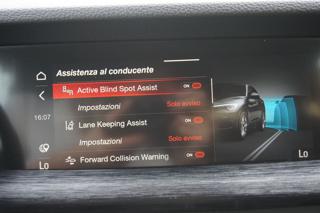 Assistenza al conducente
Active Blind Spot Assist ON
Impostazioni Solo avviso
16:07
Lane Keeping Assist ON
Impostazioni Solo avviso
Forward Collision Warning ON
Lo
Lo